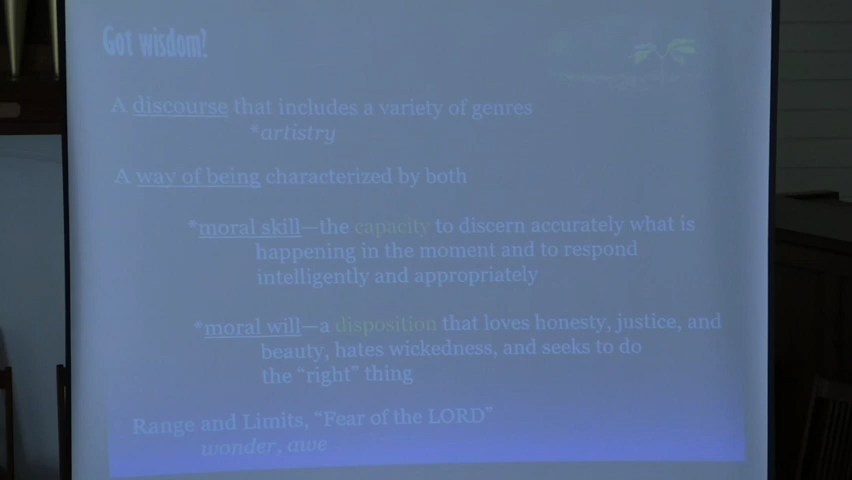 Got wisdom?
A discourse that includes a variety of genres
*artistry
A way of being characterized by both
*moral skill—the capacity to discern accurately what is
happening in the moment and to respond
intelligently and appropriately
*moral will—a disposition that loves honesty, justice, and
beauty, hates wickedness, and seeks to do
the “right” thing
Range and Limits, “Fear of the LORD”
wonder, awe